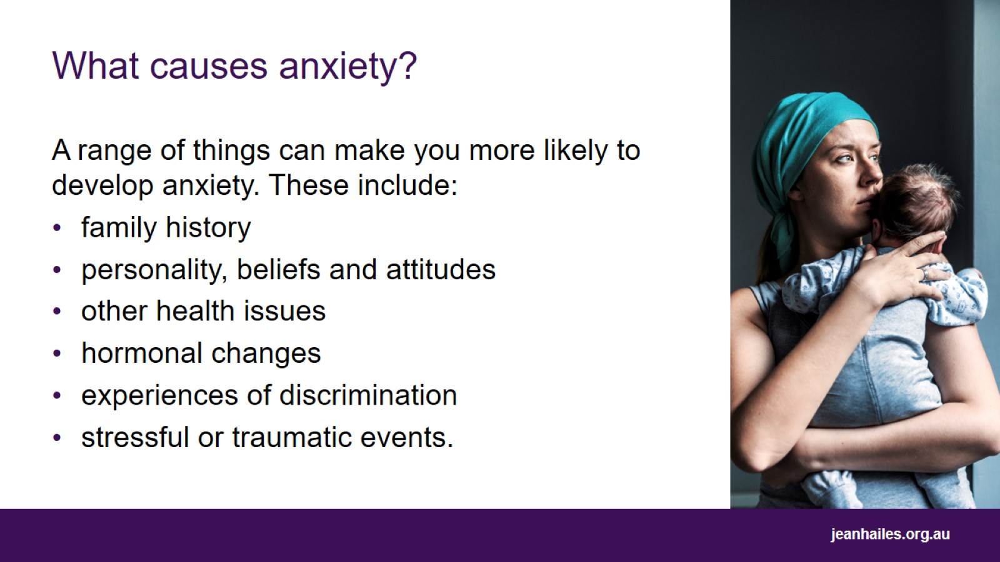 What causes anxiety?
A range of things can make you more likely to
develop anxiety. These include:
• family history
• personality, beliefs and attitudes
• other health issues
• hormonal changes
• experiences of discrimination
• stressful or traumatic events.
jeanhailes.org.au